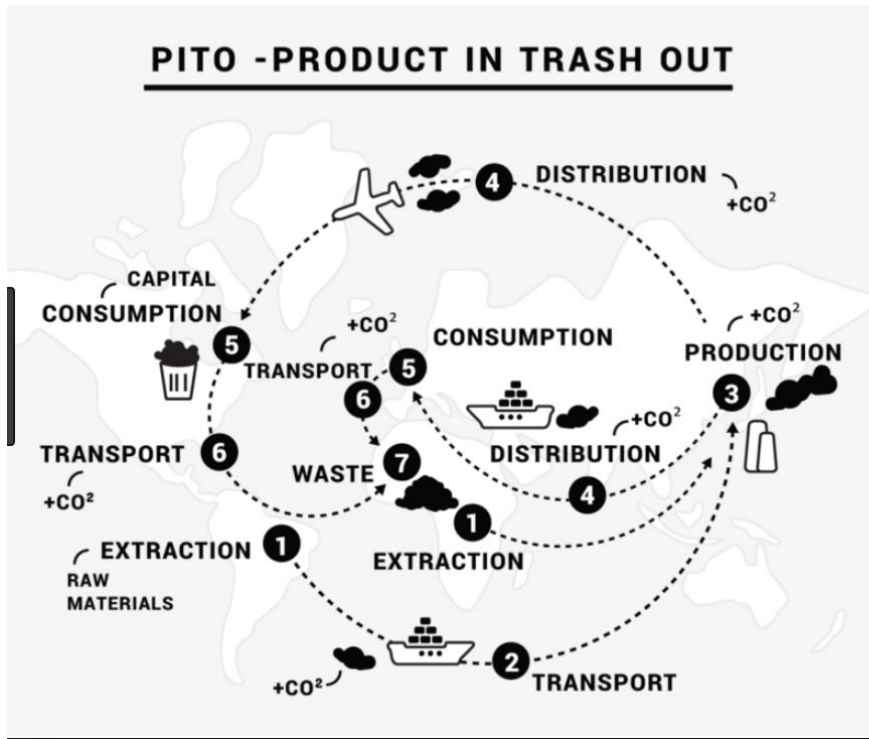 PITO -PRODUCT IN TRASH OUT
4
DISTRIBUTION
+CO²
CAPITAL
CONSUMPTION
5
+CO²
TRANSPORT
6
5
CONSUMPTION
+CO²
PRODUCTION
3
+CO²
DISTRIBUTION
4
TRANSPORT
6
+CO²
WASTE
7
1
EXTRACTION
EXTRACTION
1
RAW
MATERIALS
2
TRANSPORT
+CO²